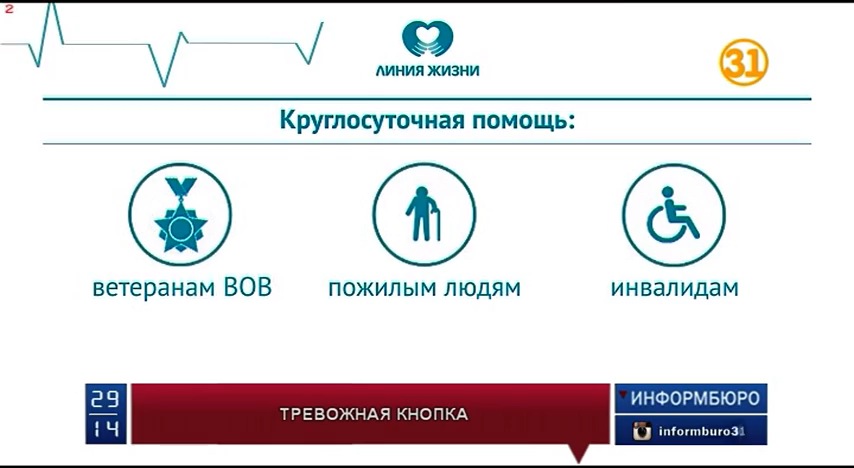 2
ЛИНИЯ ЖИЗНИ
31
Круглосуточная помощь:
ветеранам ВОВ
пожилым людям
инвалидам
29
14
ТРЕВОЖНАЯ КНОПКА
ИНФОРМБЮРО
informburo31